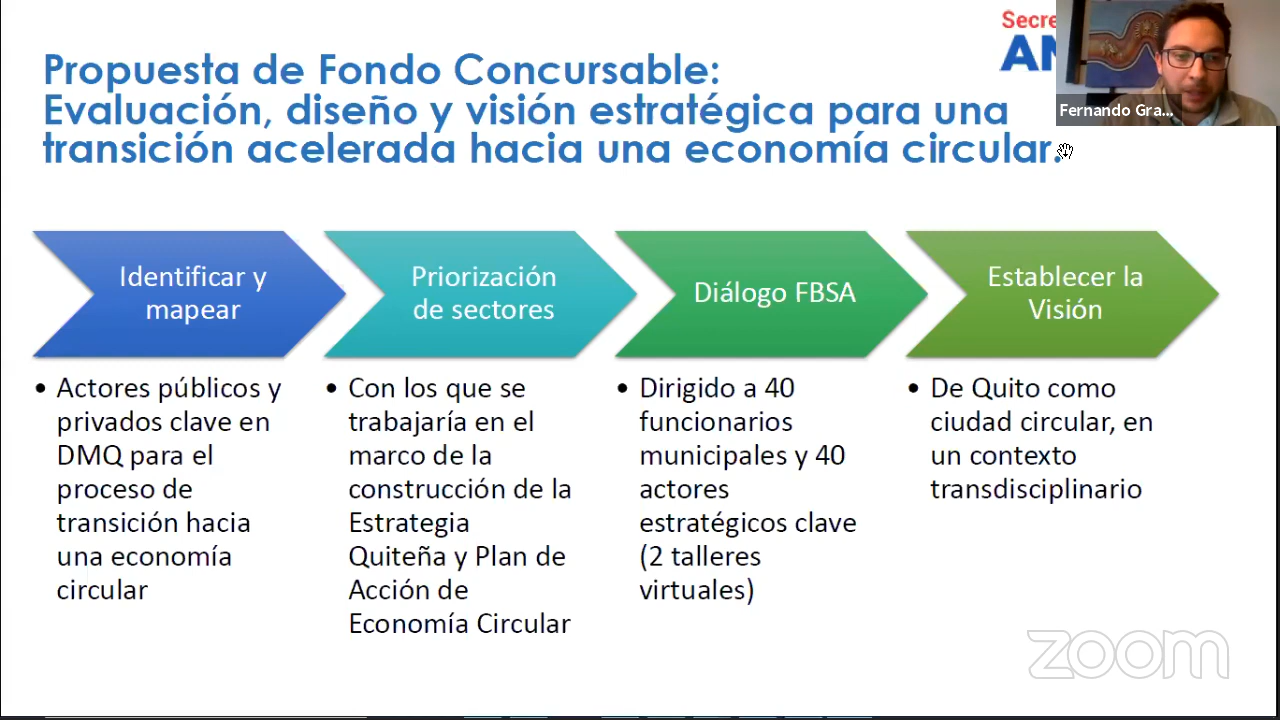 Propuesta de Fondo Concursable:
Evaluación, diseño y visión estratégica para una
transición acelerada hacia una economía circular.
Fernando Gra...
Identificar y
mapear
• Actores públicos y
privados clave en
DMQ para el
proceso de
transición hacia
una economía
circular
Priorización
de sectores
• Con los que se
trabajaría en el
marco de la
construcción de la
Estrategia
Quiteña y Plan de
Acción de
Economía Circular
Diálogo FBSA
• Dirigido a 40
funcionarios
municipales y 40
actores
estratégicos clave
(2 talleres
virtuales)
Establecer la
Visión
• De Quito como
ciudad circular, en
un contexto
transdisciplinario
zoom